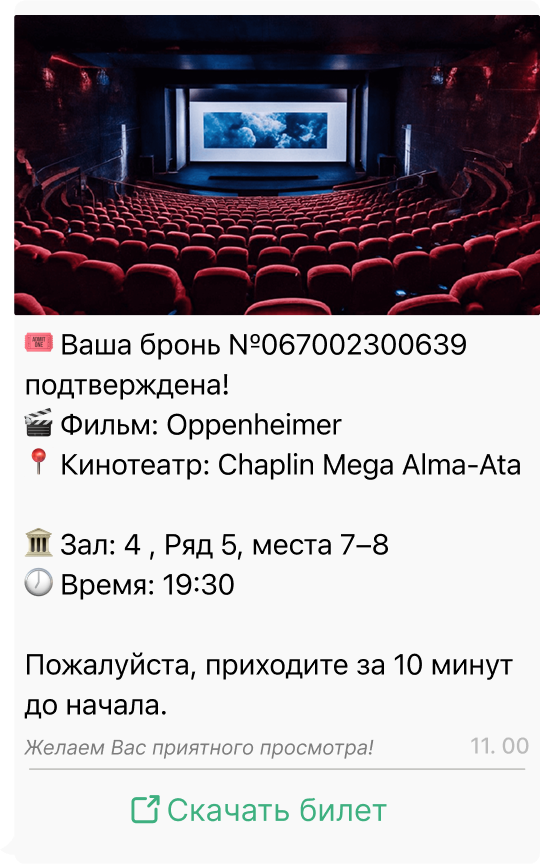 Ваша бронь №067002300639
подтверждена!
Фильм: Oppenheimer
Кинотеатр: Chaplin Mega Alma-Ata
Зал: 4 , Ряд 5, места 7–8
Время: 19:30
Пожалуйста, приходите за 10 минут
до начала.
Желаем Вас приятного просмотра!
11. 00
Скачать билет